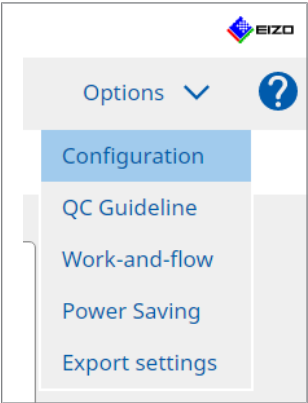 EIZO
Options
?
Configuration
QC Guideline
Work-and-flow
Power Saving
Export settings